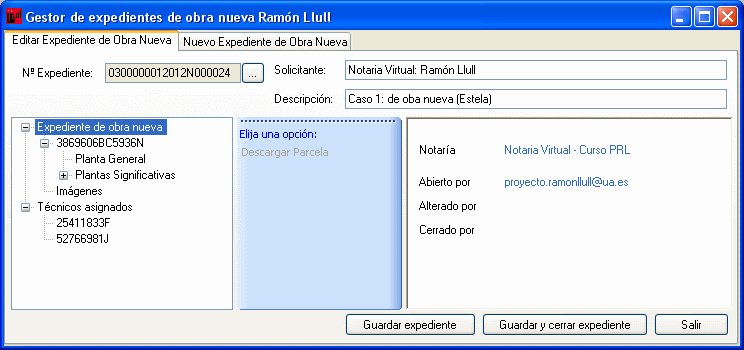 Gestor de expedientes de obra nueva Ramón Llull
Editar Expediente de Obra Nueva
Nuevo Expediente de Obra Nueva
Nº Expediente: 0300000012012N000024 ...
Solicitante: Notaria Virtual: Ramón Llull
Descripción: Caso 1: de oba nueva (Estela)
Expediente de obra nueva
3869606BC5936N
Planta General
Plantas Significativas
Imágenes
Técnicos asignados
25411833F
52766981J
Elija una opción:
Descargar Parcela
Notaría Notaria Virtual - Curso PRL
Abierto por proyecto.ramonllull@ua.es
Alterado por
Cerrado por
Guardar expediente
Guardar y cerrar expediente
Salir